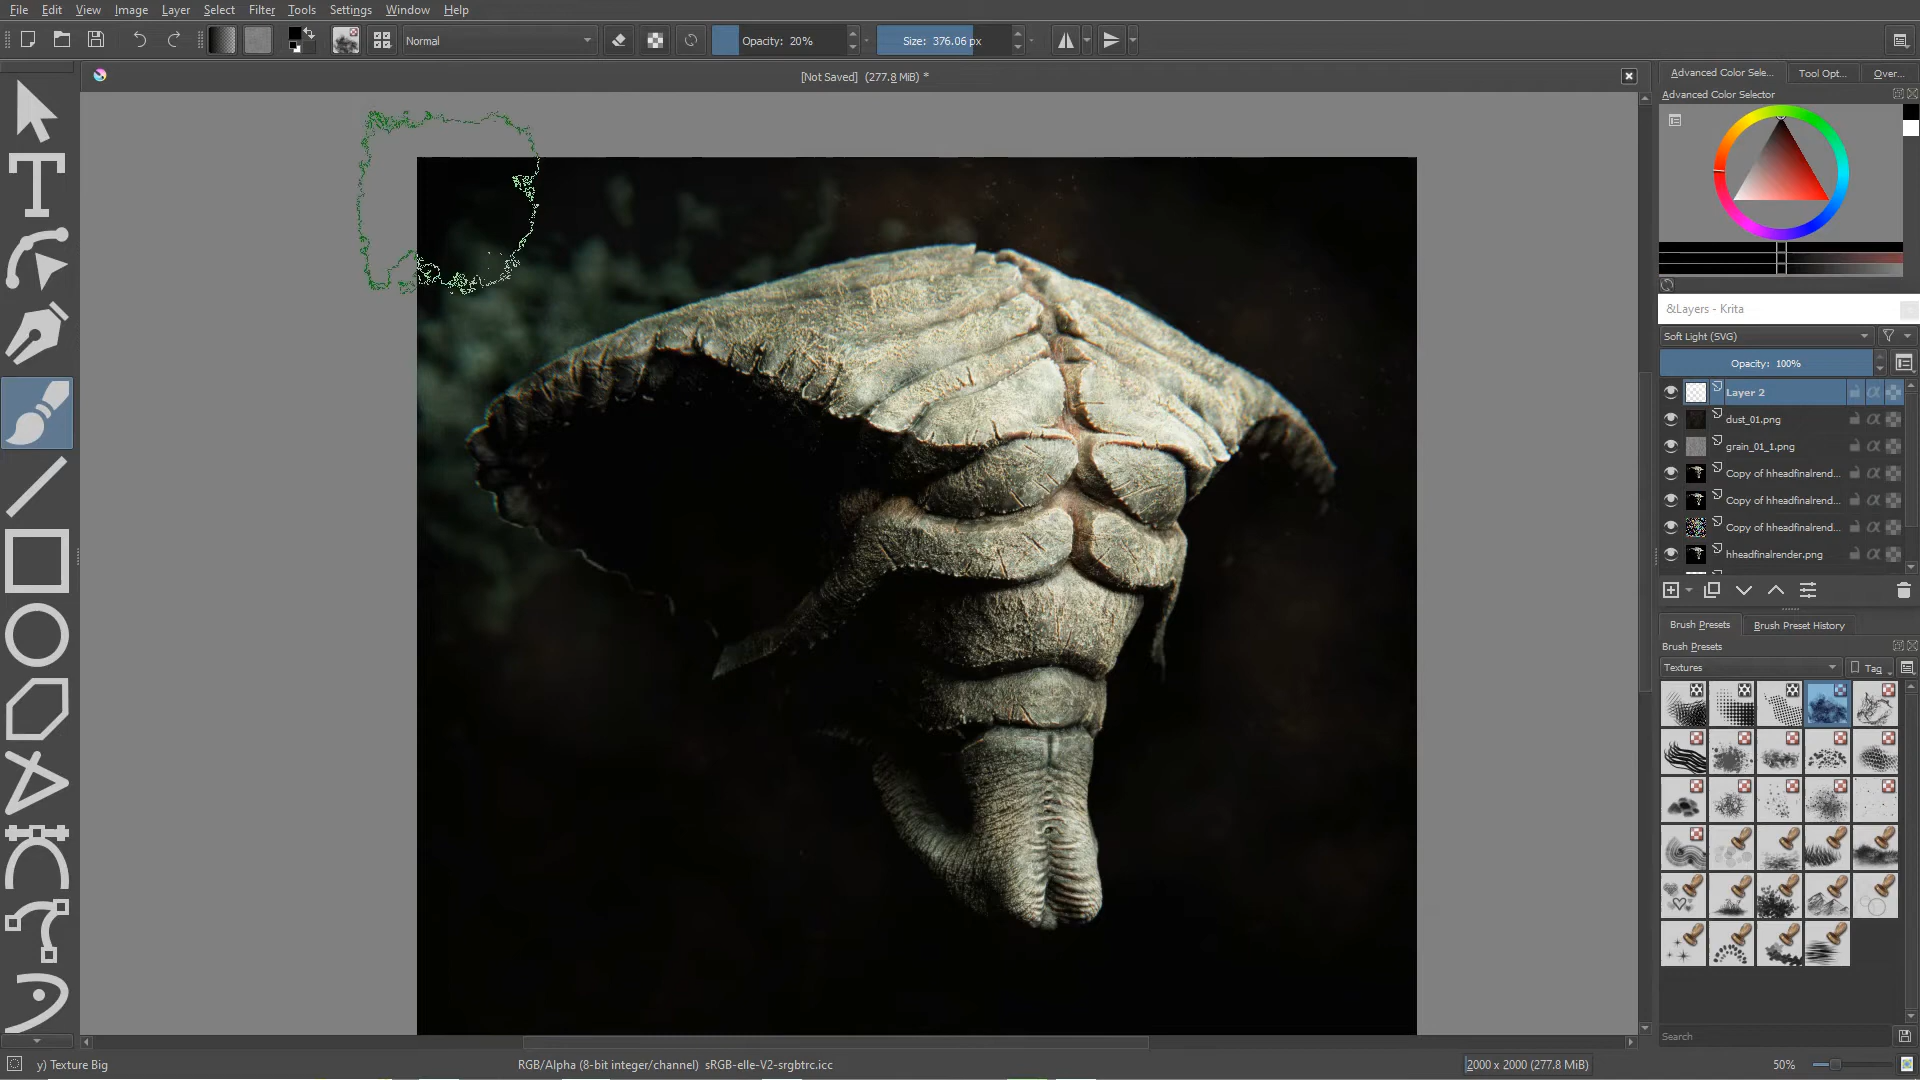 File Edit View Image Layer Select Filter Tools Settings Window Help
Normal
Opacity: 20%
Size: 376.06 px
[Not Saved] (277.8 MiB) *
Advanced Color Sele...
Tool Opt...
Over...
Advanced Color Selector
&Layers - Krita
Soft Light (SVG)
Opacity: 100%
Layer 2
dust_01.png
grain_01_1.png
Copy of hheadfinalrend...
Copy of hheadfinalrend...
Copy of hheadfinalrend...
hheadfinalrender.png
Brush Presets
Brush Preset History
Brush Presets
Textures
Tag
Search
y) Texture Big
RGB/Alpha (8-bit integer/channel) sRGB-elle-V2-srgbtrc.icc
2000 x 2000 (277.8 MiB)
50%